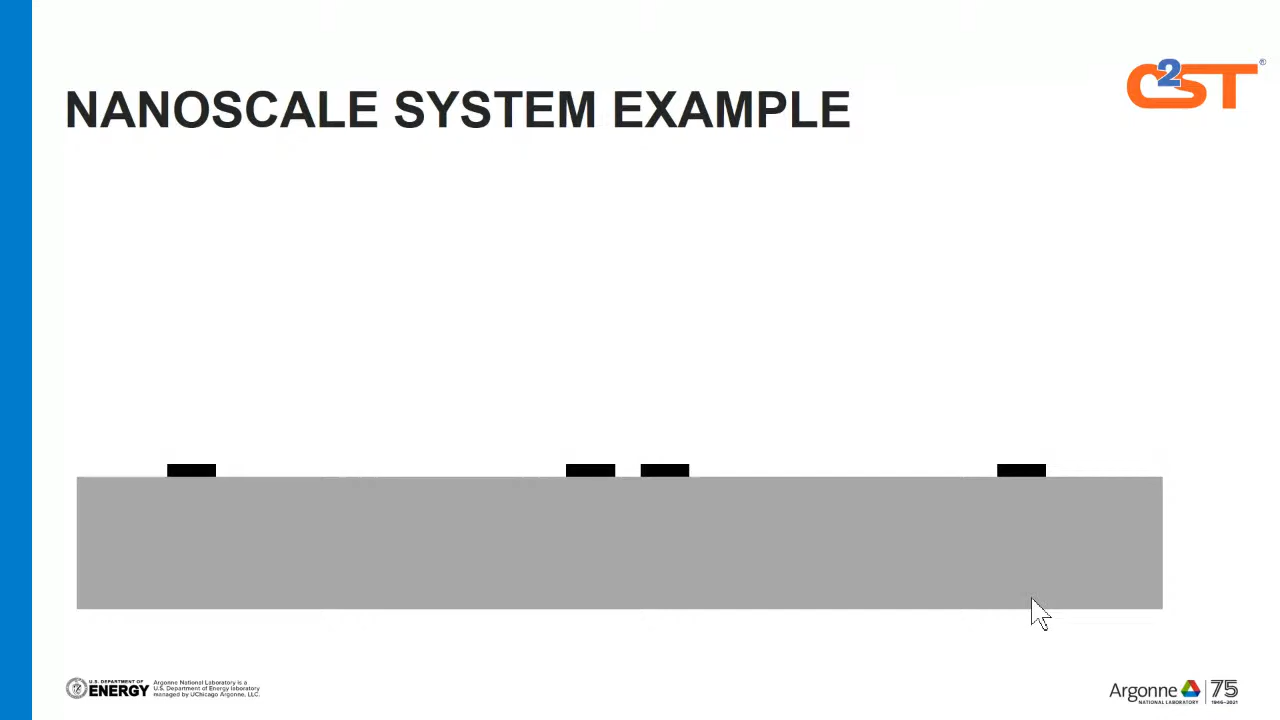 NANOSCALE SYSTEM EXAMPLE
C2ST®
U.S. DEPARTMENT OF
ENERGY
Argonne National Laboratory is a
U.S. Department of Energy laboratory
managed by UChicago Argonne, LLC.
Argonne
NATIONAL LABORATORY
75
1946–2021